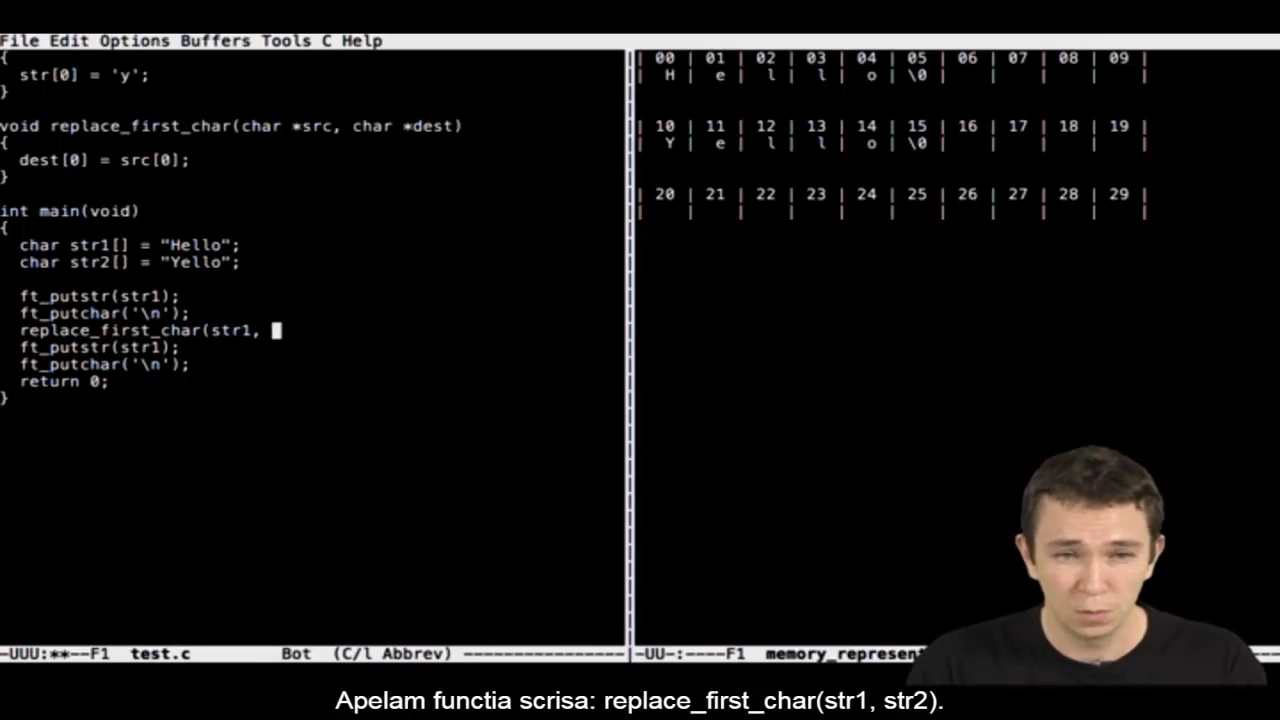 File Edit Options Buffers Tools C Help
{
  str[0] = 'y';
}
void replace_first_char(char *src, char *dest)
{
  dest[0] = src[0];
}
int main(void)
{
  char str1[] = "Hello";
  char str2[] = "Yello";
  ft_putstr(str1);
  ft_putchar('\n');
  replace_first_char(str1,
  ft_putstr(str1);
  ft_putchar('\n');
  return 0;
}
-UUU:**--F1  test.c         Bot  (C/l Abbrev) ----------------
| 00 | 01 | 02 | 03 | 04 | 05 | 06 | 07 | 08 | 09 |
| H | e | l | l | o | \0 | | | | |
| 10 | 11 | 12 | 13 | 14 | 15 | 16 | 17 | 18 | 19 |
| Y | e | l | l | o | \0 | | | | |
| 20 | 21 | 22 | 23 | 24 | 25 | 26 | 27 | 28 | 29 |
| | | | | | | | | | |
-UU-:----F1  memory_represent
Apelam functia scrisa: replace_first_char(str1, str2).